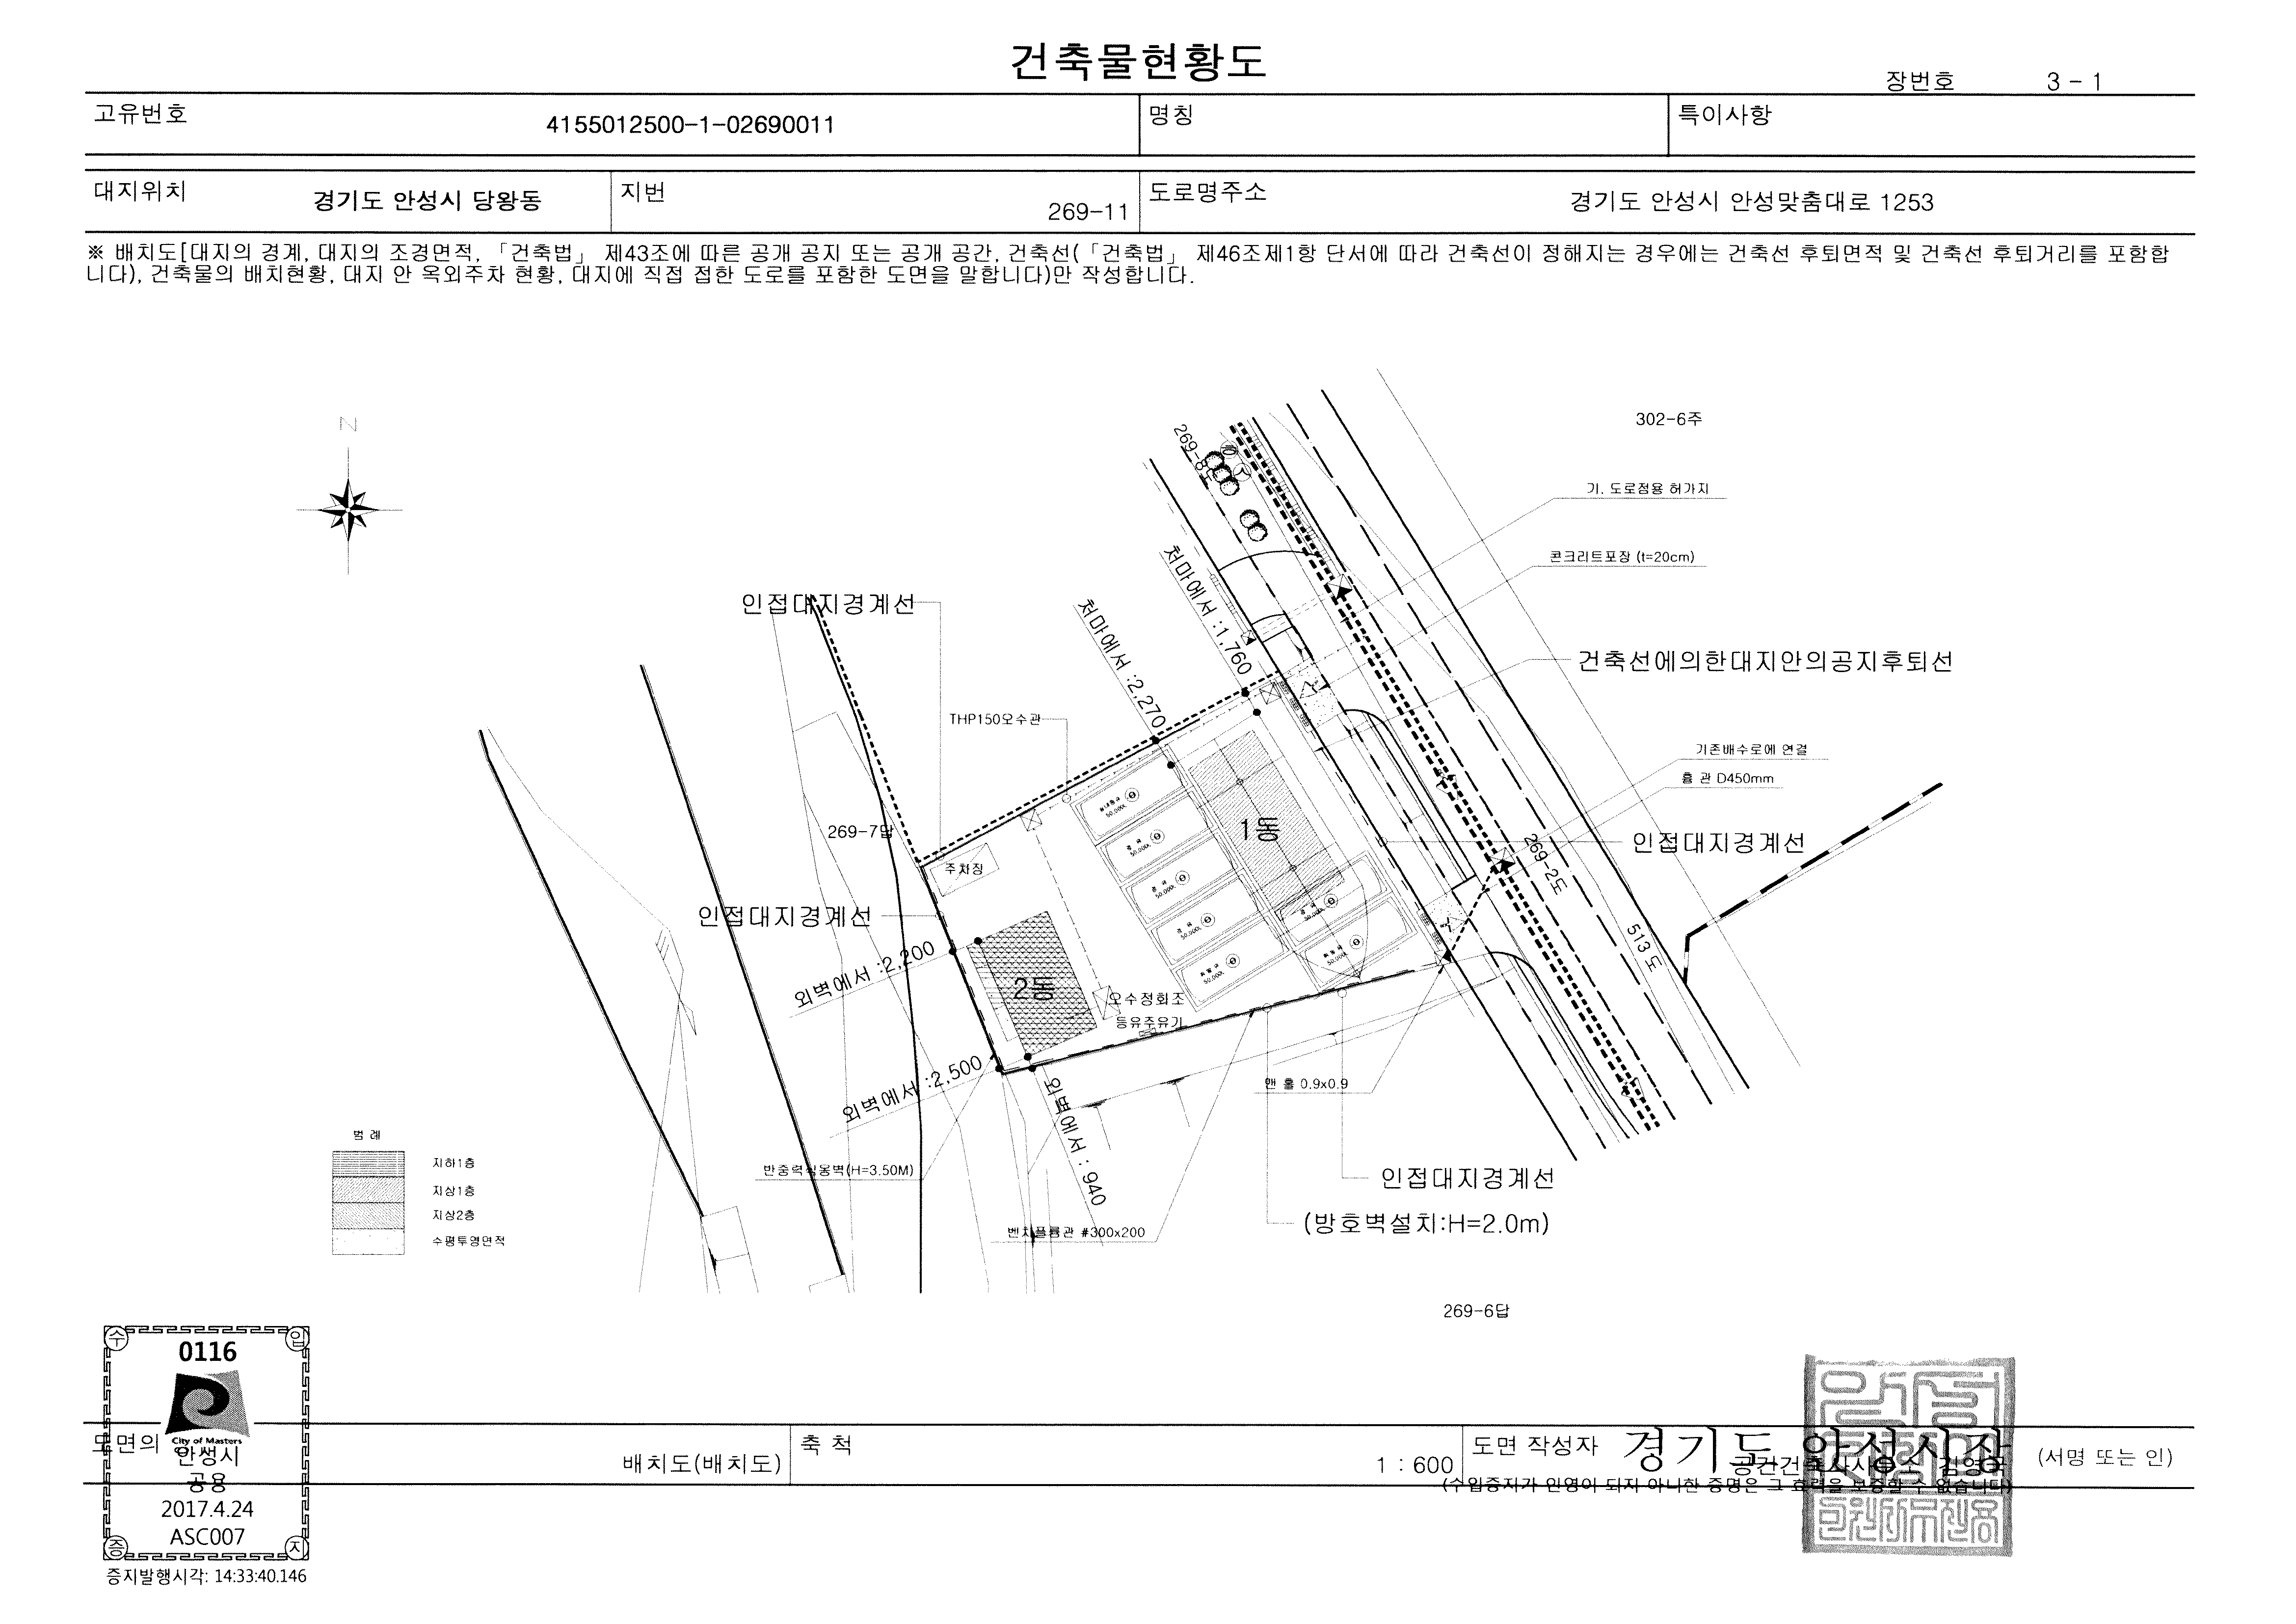 건축물현황도
장번호 3 - 1
고유번호 4155012500-1-02690011 명칭 특이사항
대지위치 경기도 안성시 당왕동 지번 269-11 도로명주소 경기도 안성시 안성맞춤대로 1253
※ 배치도[대지의 경계, 대지의 조경면적, 「건축법」 제43조에 따른 공개 공지 또는 공개 공간, 건축선(「건축법」 제46조제1항 단서에 따라 건축선이 정해지는 경우에는 건축선 후퇴면적 및 건축선 후퇴거리를 포함합
니다), 건축물의 배치현황, 대지 안 옥외주차 현황, 대지에 직접 접한 도로를 포함한 도면을 말합니다)만 작성합니다.
N
302-6주
기. 도로점용 허가지
콘크리트포장 (t=20cm)
처마에서 :1,760
처마에서 :2,270
인접대지경계선
건축선에의한대지안의공지후퇴선
THP150오수관
기존배수로에 연결
흄 관 D450mm
269-7답
1동
인접대지경계선
269-2도
주차장
인접대지경계선
513도
외벽에서 :2,200
2동
오수정화조
등유주유기
50,000L
50,000L
50,000L
50,000L
50,000L
50,000L
50,000L
외벽에서 :2,500
외벽에서 : 940
맨 홀 0.9x0.9
반중력식옹벽(H=3.50M)
인접대지경계선
벤치플륨관 #300x200
(방호벽설치:H=2.0m)
269-6답
범 례
지하1층
지상1층
지상2층
수평투영면적
수 입
0116
City of Masters
안성시
공용
2017.4.24
ASC007
증 지
증지발행시각: 14:33:40.146
배치도(배치도) 축 척 1 : 600 도면 작성자 경기도 안성시장 (서명 또는 인)
(수입증지가 인영이 되지 아니한 증명은 그 효력을 보증할 수 없습니다)